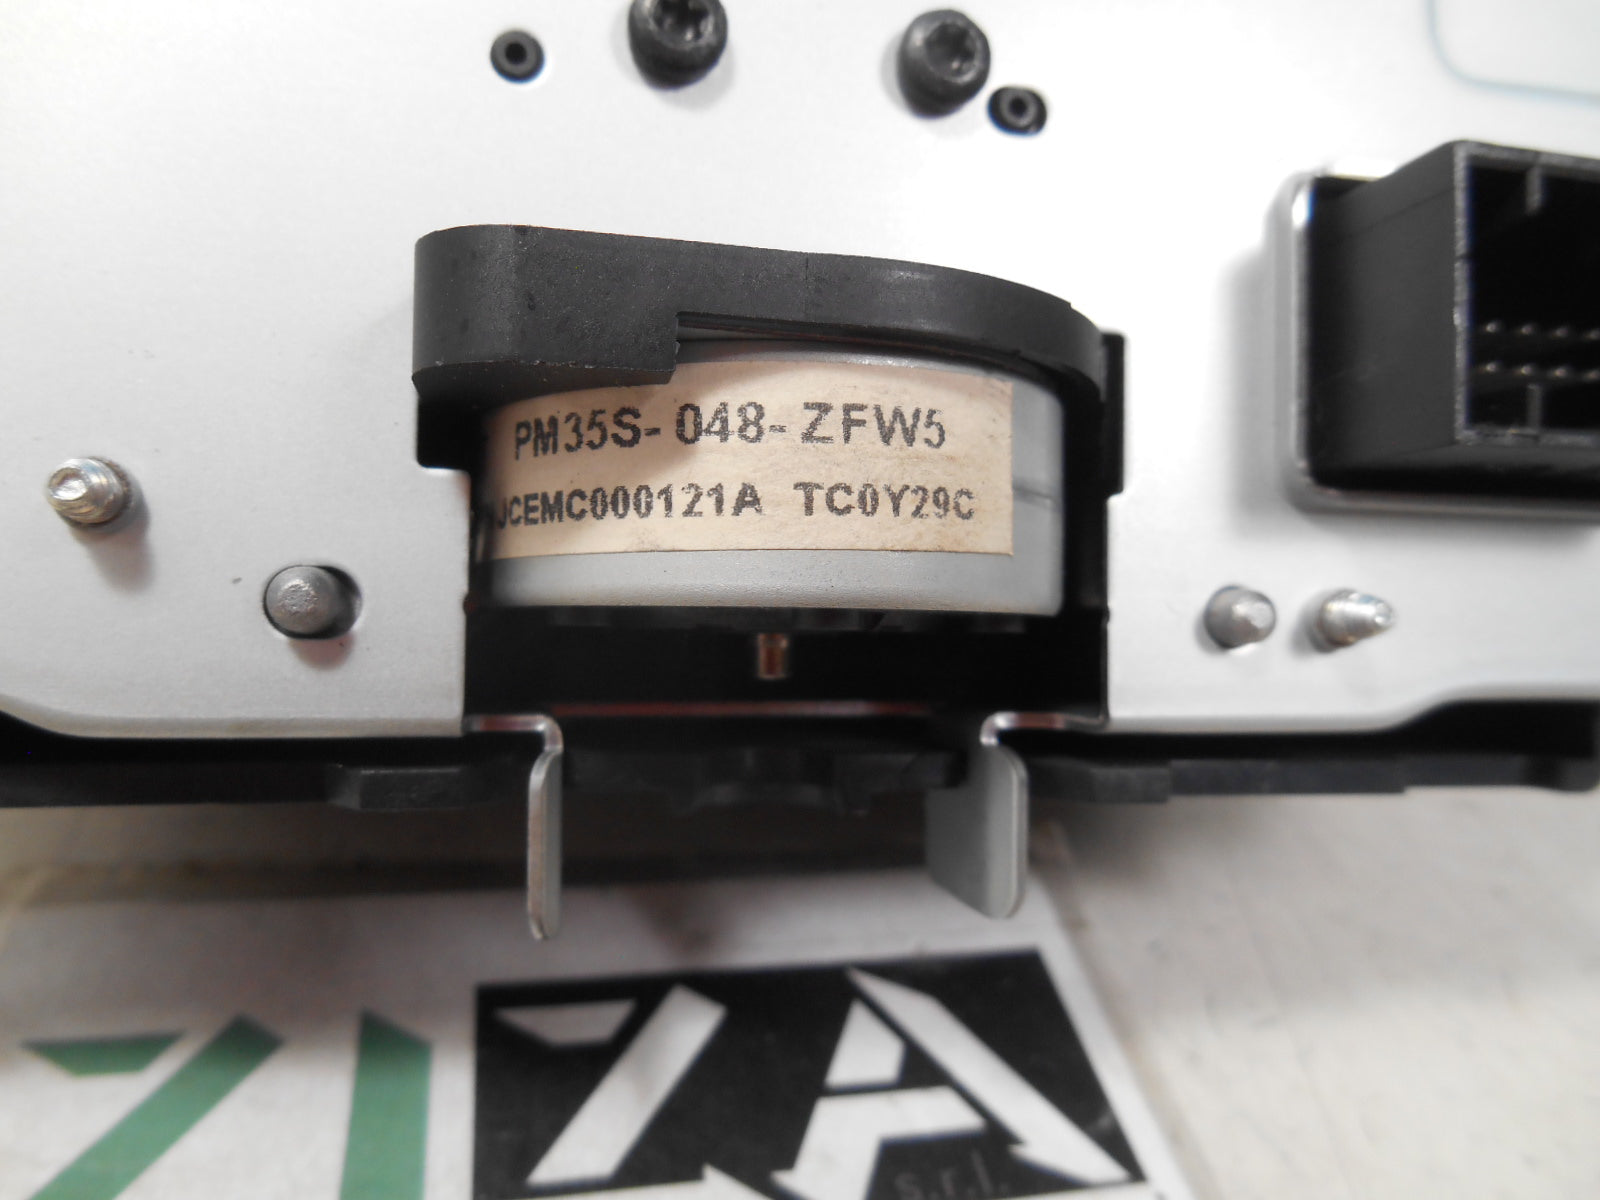 PM35S-048-ZFW5
JCEMC000121A TC0Y29C
s.r.l.